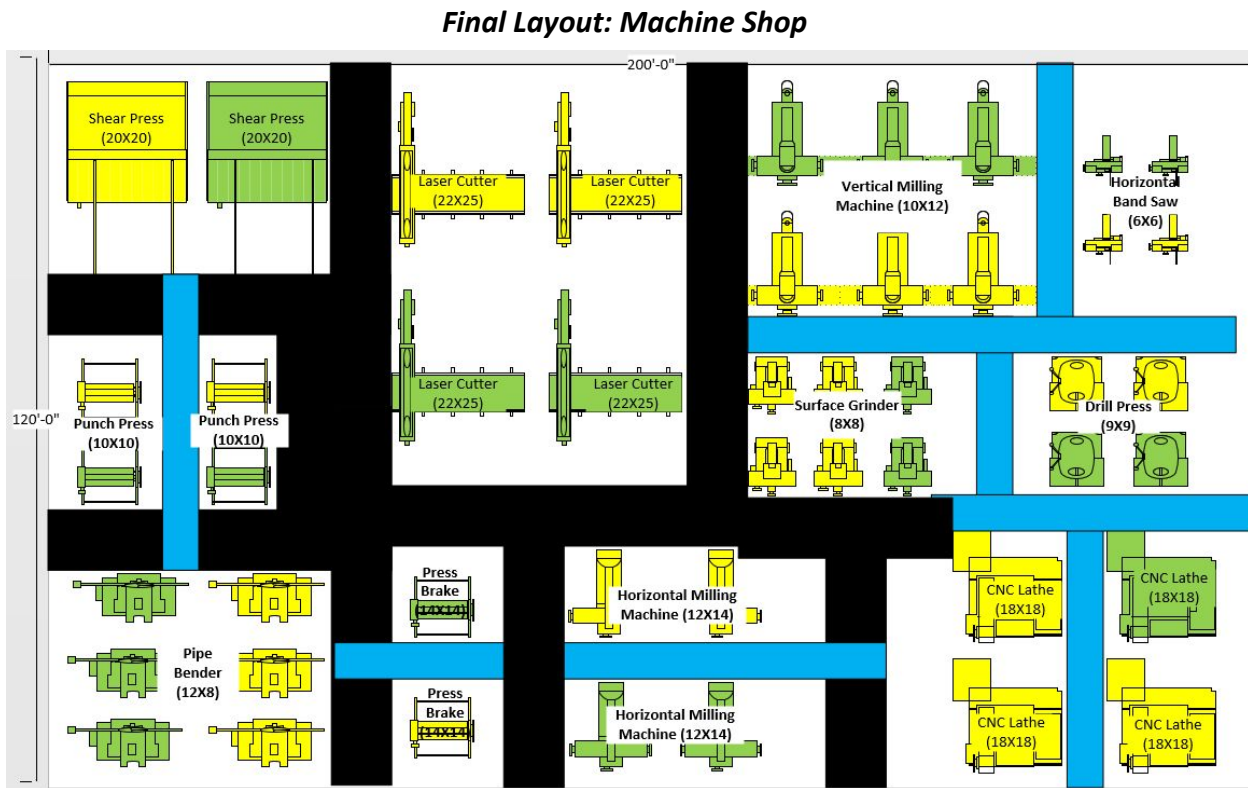 Final Layout: Machine Shop
200'-0"
120'-0"
Shear Press
(20X20)
Shear Press
(20X20)
Laser Cutter
(22X25)
Laser Cutter
(22X25)
Vertical Milling
Machine (10X12)
Horizontal
Band Saw
(6X6)
Punch Press
(10X10)
Punch Press
(10X10)
Laser Cutter
(22X25)
Laser Cutter
(22X25)
Surface Grinder
(8X8)
Drill Press
(9X9)
Pipe
Bender
(12X8)
Press
Brake
(14X14)
Horizontal Milling
Machine (12X14)
CNC Lathe
(18X18)
CNC Lathe
(18X18)
Press
Brake
(14X14
Horizontal Milling
Machine (12X14)
CNC Lathe
(18X18)
CNC Lathe
(18X18)